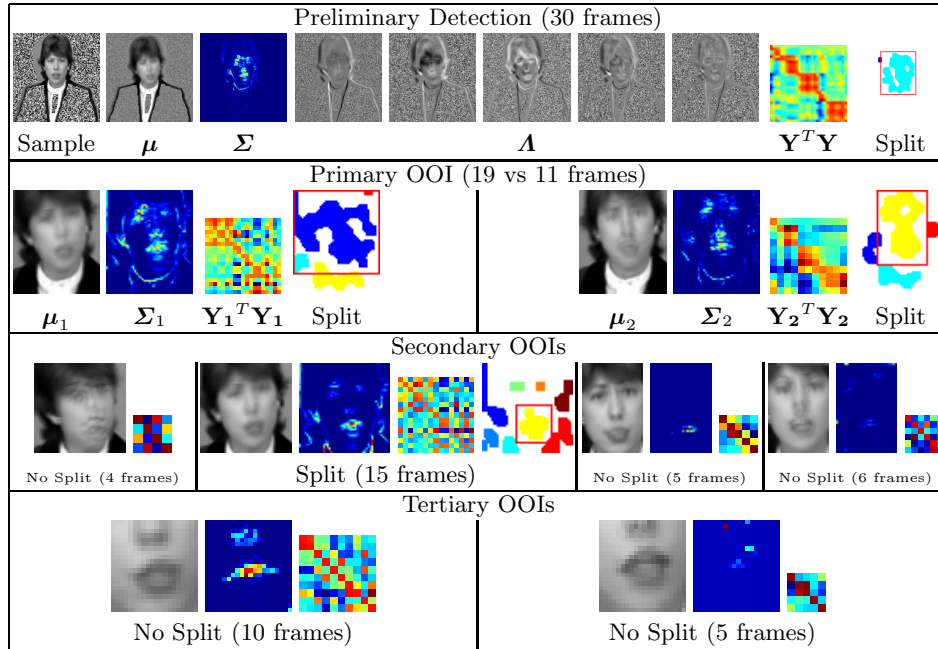 Preliminary Detection (30 frames)
Sample μ Σ Λ Y^T Y Split
Primary OOI (19 vs 11 frames)
μ₁ Σ₁ Y₁^T Y₁ Split μ₂ Σ₂ Y₂^T Y₂ Split
Secondary OOIs
No Split (4 frames) Split (15 frames) No Split (5 frames) No Split (6 frames)
Tertiary OOIs
No Split (10 frames) No Split (5 frames)